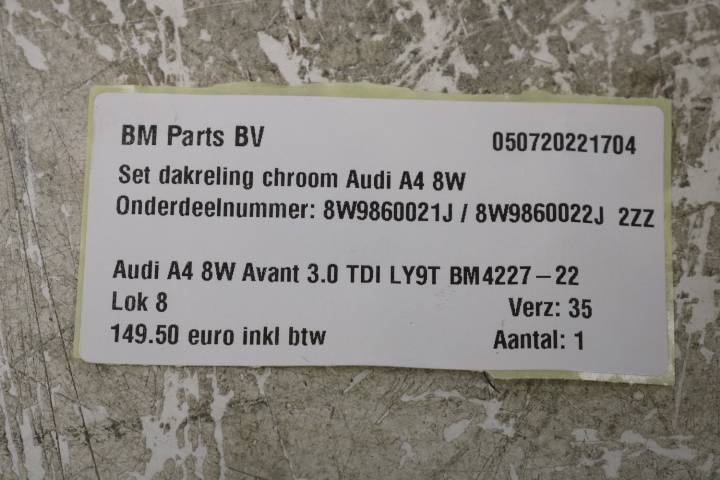 BM Parts BV 050720221704
Set dakreling chroom Audi A4 8W
Onderdeelnummer: 8W9860021J / 8W9860022J 2ZZ
Audi A4 8W Avant 3.0 TDI LY9T BM4227-22
Lok 8 Verz: 35
149.50 euro inkl btw Aantal: 1